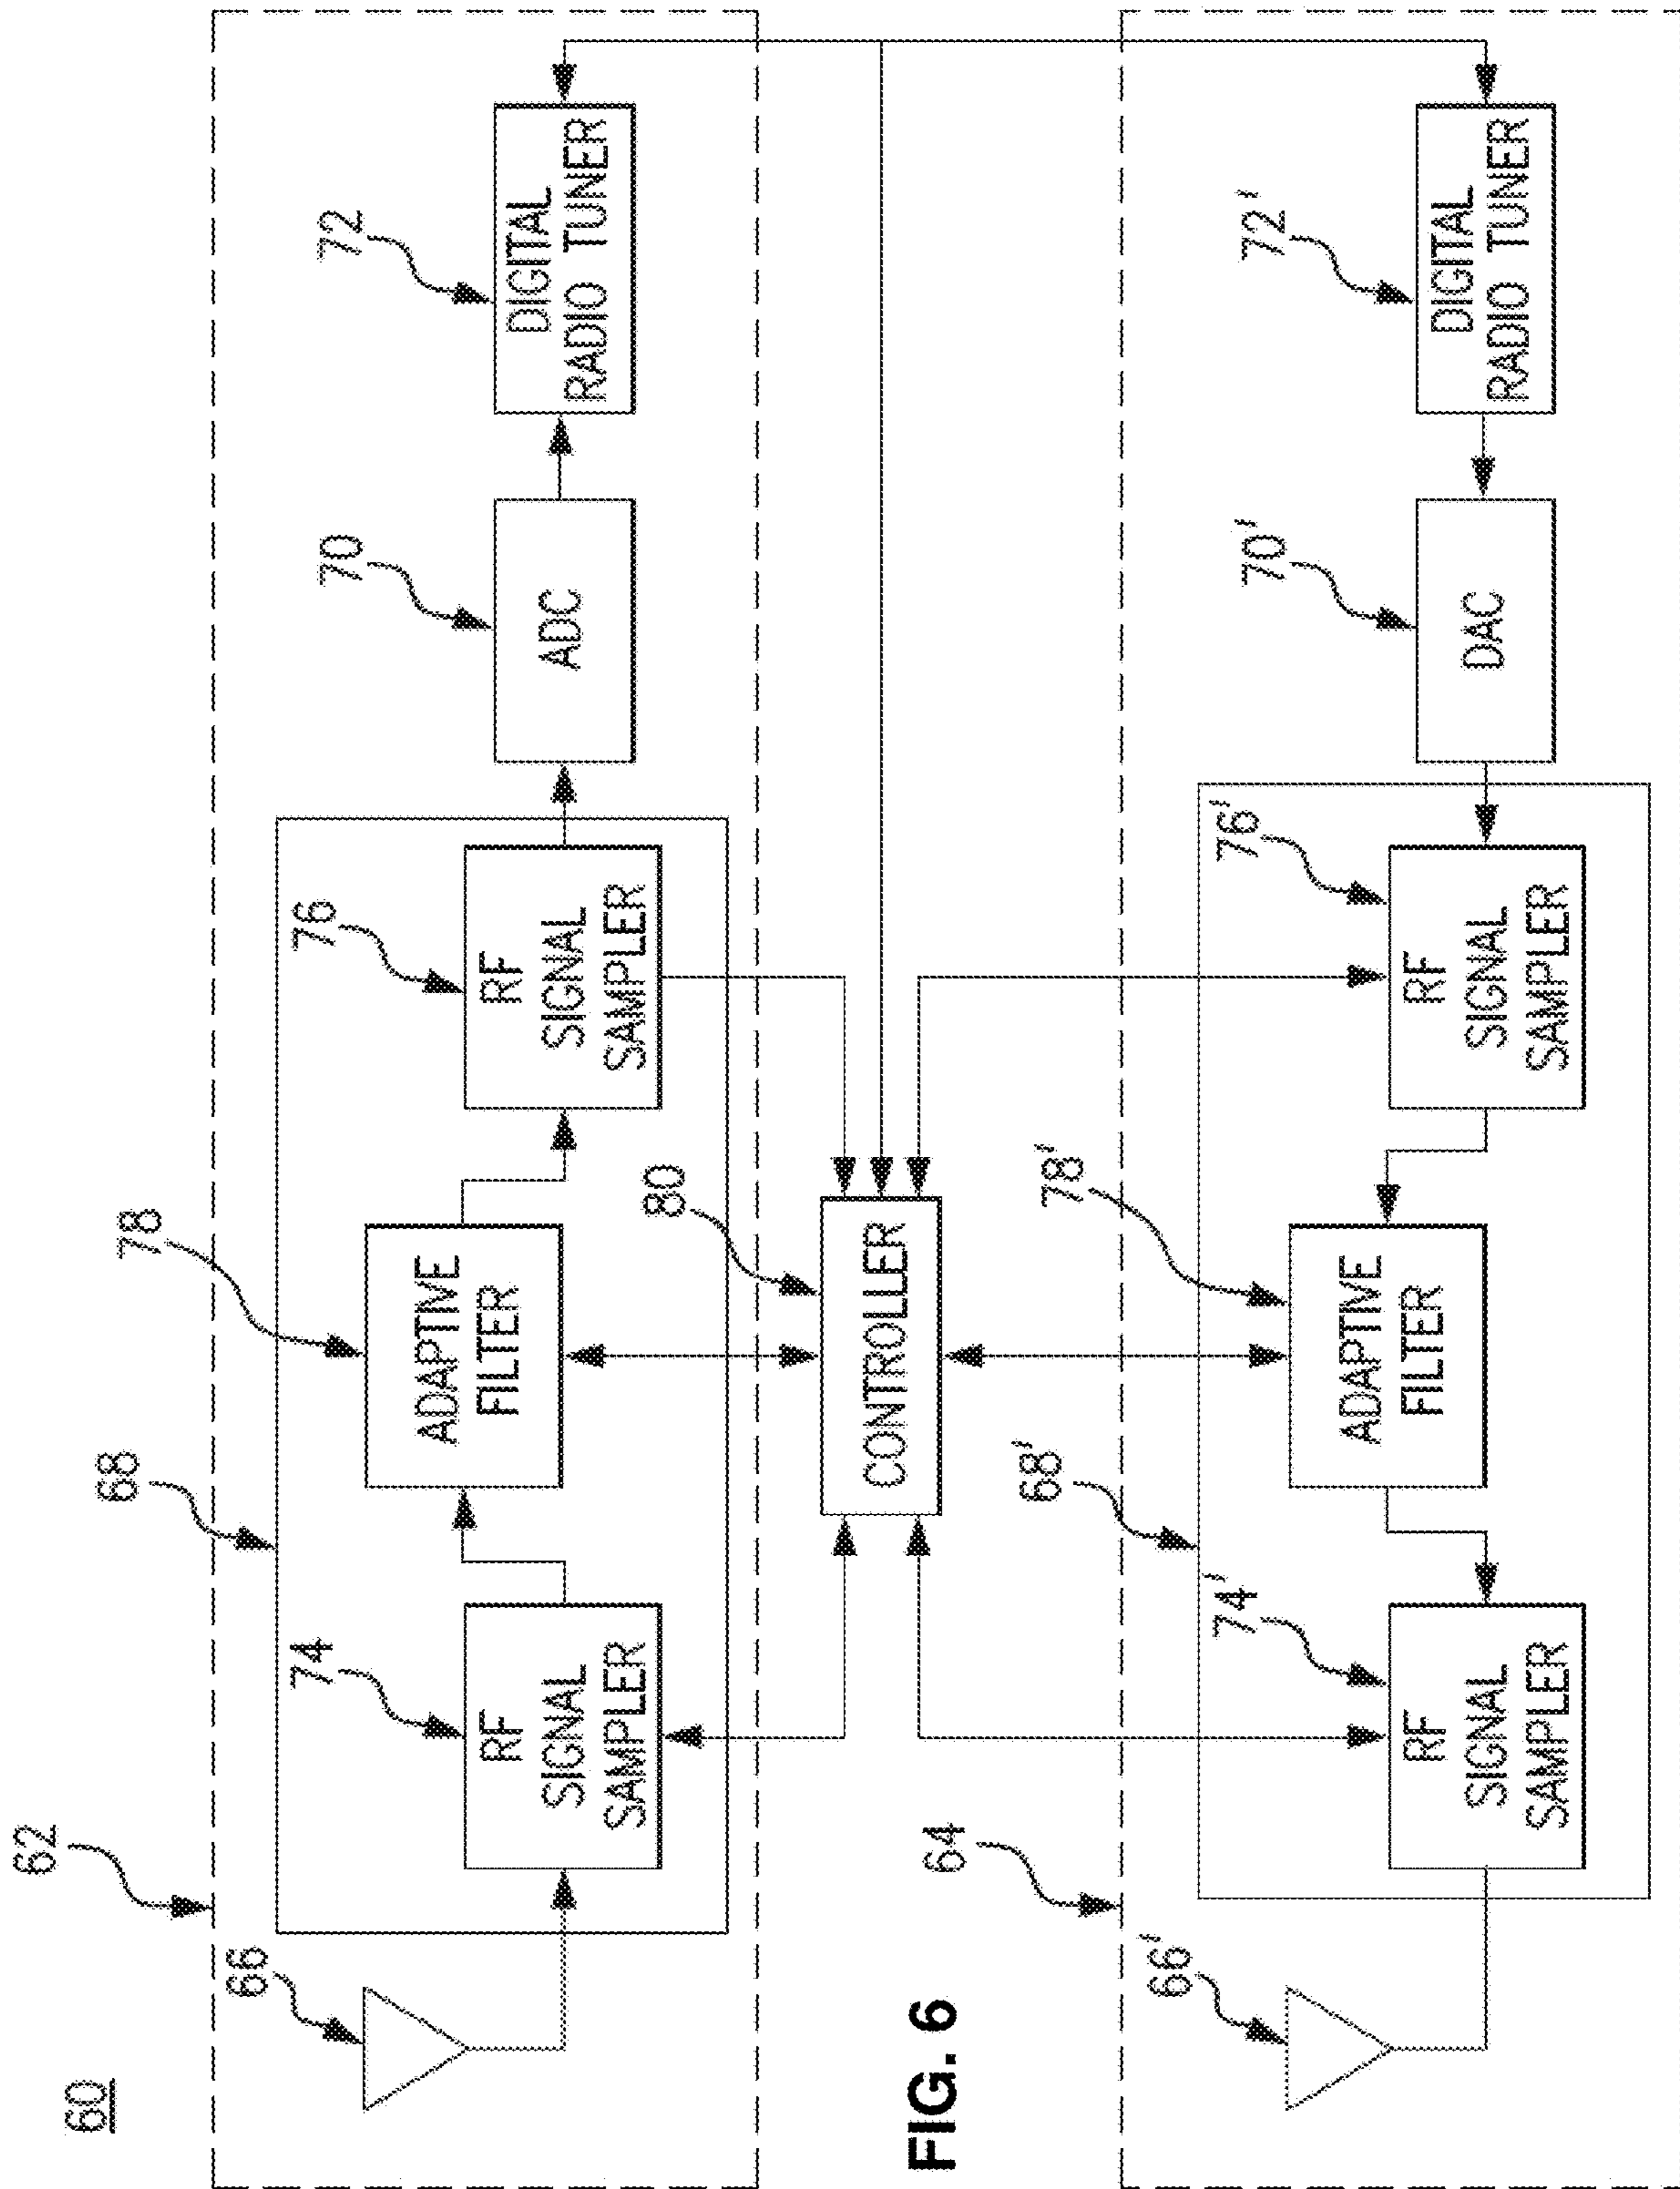 60
62
66
68
74
RF
SIGNAL
SAMPLER
78
ADAPTIVE
FILTER
76
RF
SIGNAL
SAMPLER
70
ADC
72
DIGITAL
RADIO TUNER
80
CONTROLLER
FIG. 6
64
66'
68'
74'
RF
SIGNAL
SAMPLER
78'
ADAPTIVE
FILTER
76'
RF
SIGNAL
SAMPLER
70'
DAC
72'
DIGITAL
RADIO TUNER